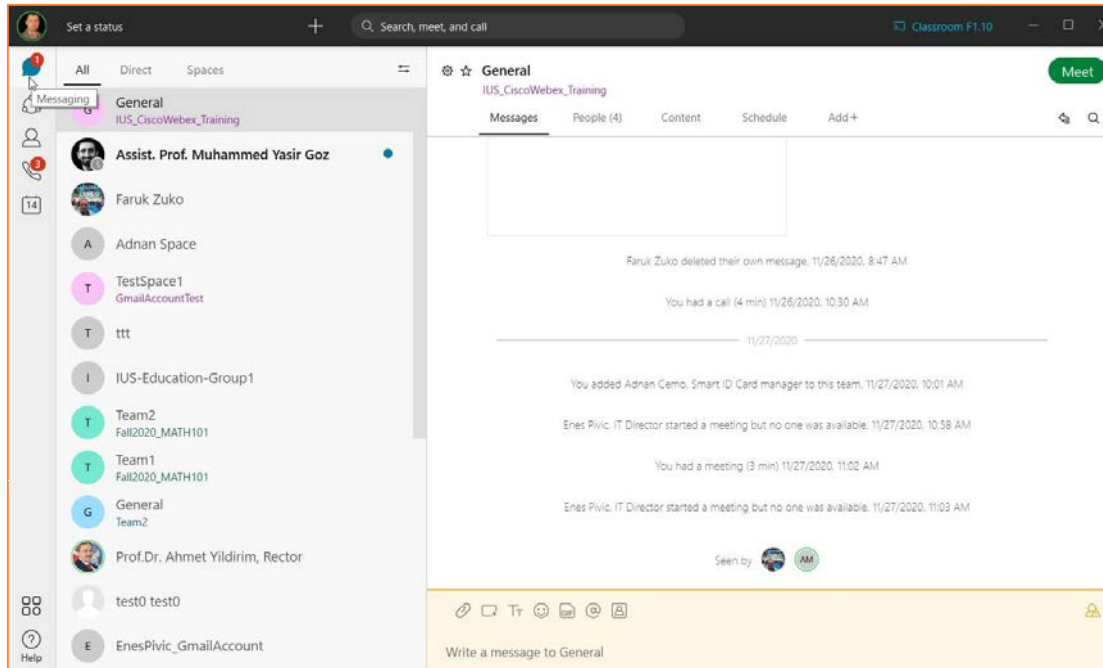 Set a status
Search, meet, and call
Classroom F1.10
1
All Direct Spaces
General
IUS_CiscoWebex_Training
Meet
Messaging
G
General
IUS_CiscoWebex_Training
Messages People (4) Content Schedule Add+
Assist. Prof. Muhammed Yasir Goz
3
14
Faruk Zuko
A
Adnan Space
T
TestSpace1
GmailAccountTest
T
ttt
I
IUS-Education-Group1
T
Team2
Fall2020_MATH101
T
Team1
Fall2020_MATH101
G
General
Team2
Prof.Dr. Ahmet Yildirim, Rector
test0 test0
E
EnesPivic_GmailAccount
Help
Faruk Zuko deleted their own message. 11/26/2020, 8:47 AM
You had a call (4 min) 11/26/2020, 10:30 AM
11/27/2020
You added Adnan Cemo, Smart ID Card manager to this team. 11/27/2020, 10:01 AM
Enes Pivic. IT Director started a meeting but no one was available. 11/27/2020, 10:58 AM
You had a meeting (3 min) 11/27/2020, 11:02 AM
Enes Pivic. IT Director started a meeting but no one was available. 11/27/2020, 11:03 AM
Seen by AM
GIF
Write a message to General